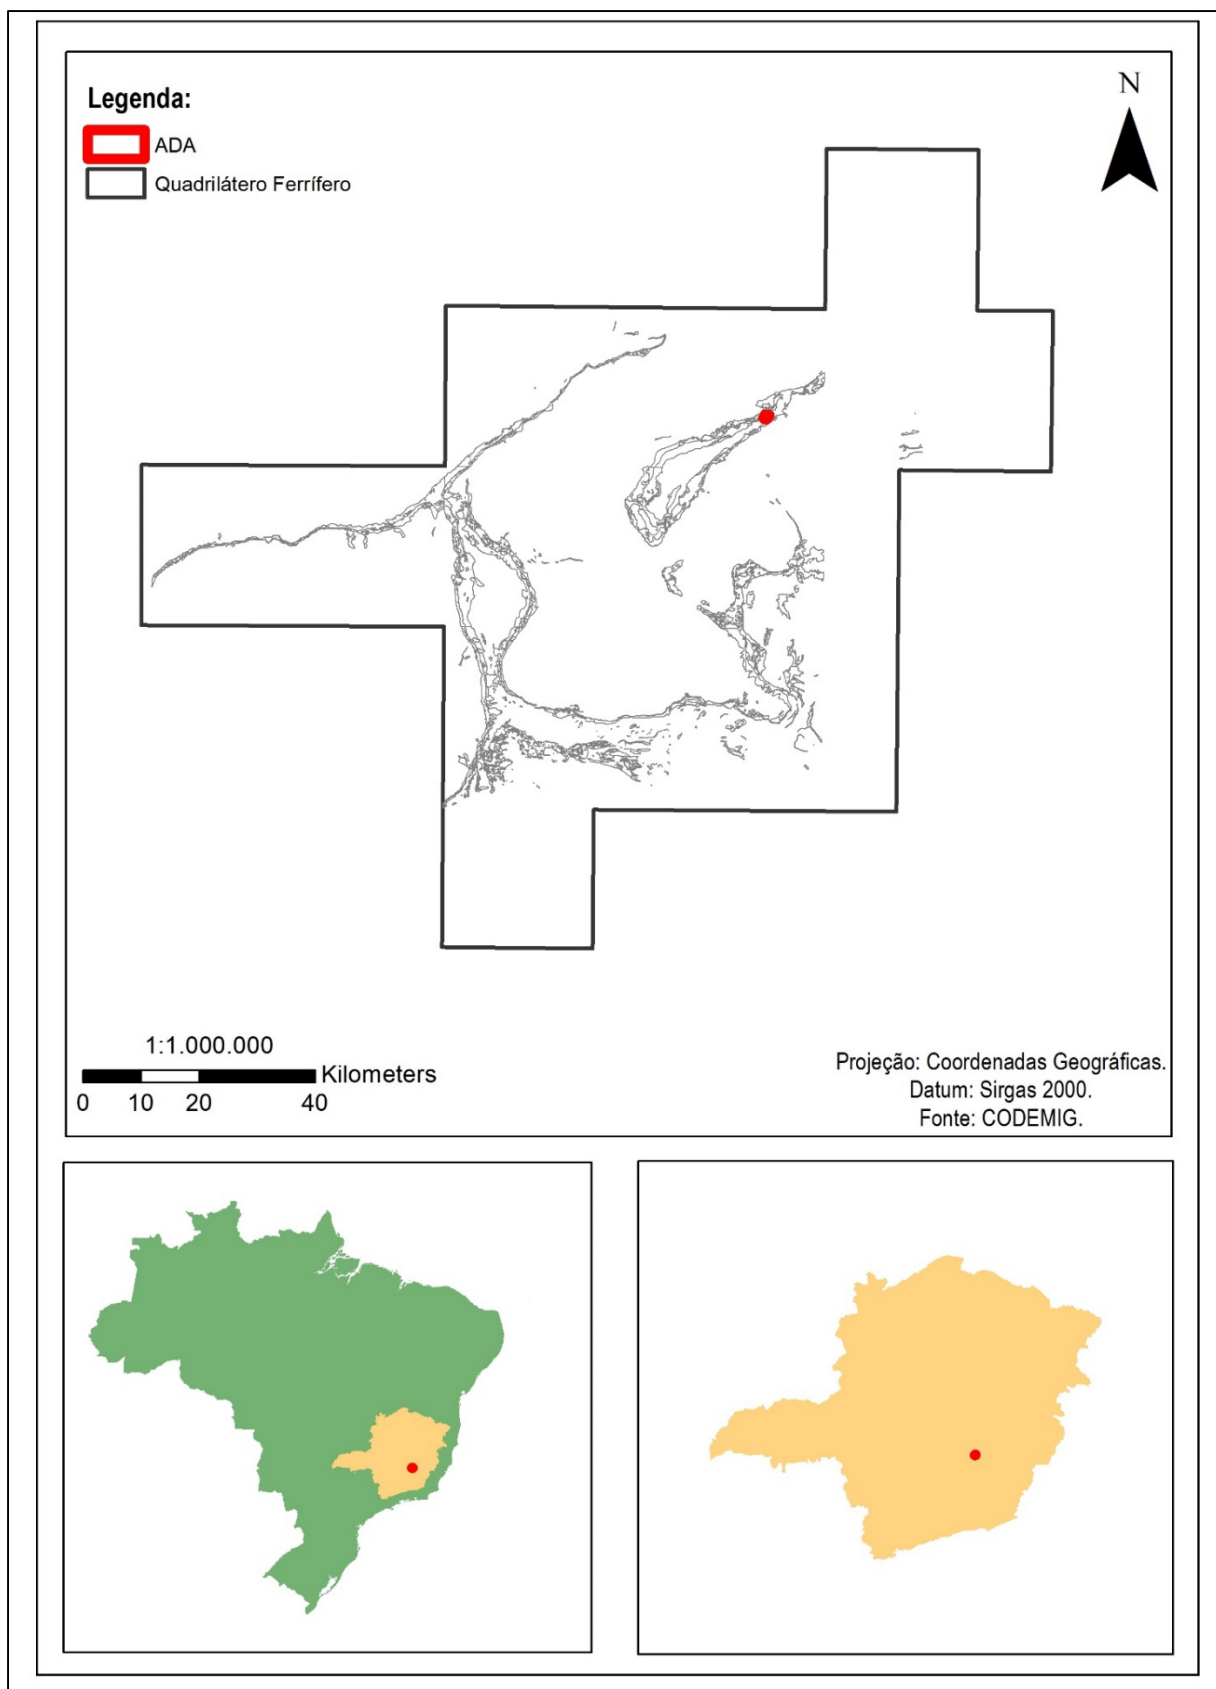 Legenda:
ADA
Quadrilátero Ferrífero
N
1:1.000.000
Kilometers
0 10 20 40
Projeção: Coordenadas Geográficas.
Datum: Sirgas 2000.
Fonte: CODEMIG.